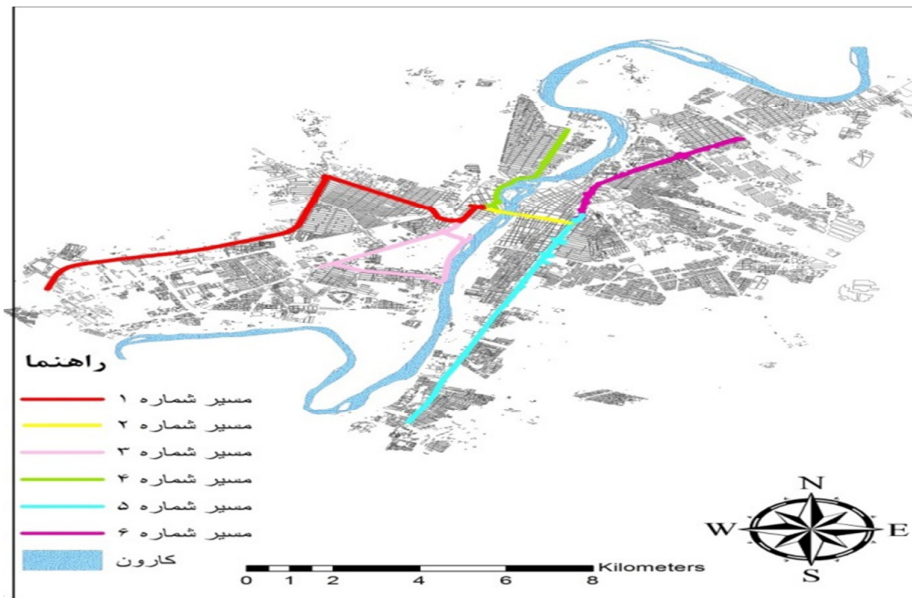 راهنما
مسیر شماره ۱
مسیر شماره ۲
مسیر شماره ۳
مسیر شماره ۴
مسیر شماره ۵
مسیر شماره ۶
کارون
0 1 2 4 6 8 Kilometers
N
W E
S